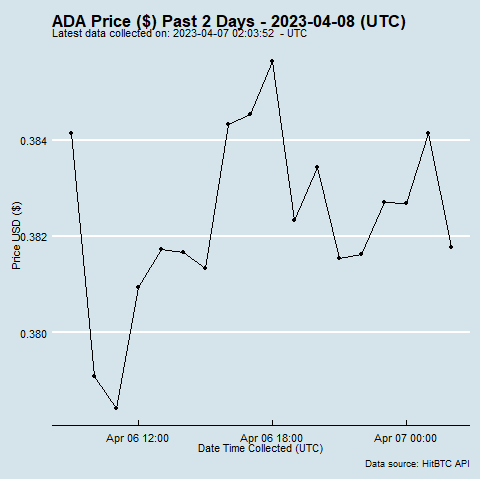 ADA Price ($) Past 2 Days - 2023-04-08 (UTC)
Latest data collected on: 2023-04-07 02:03:52  - UTC
0.384
0.382
0.380
Price USD ($)
Apr 06 12:00
Apr 06 18:00
Apr 07 00:00
Date Time Collected (UTC)
Data source: HitBTC API